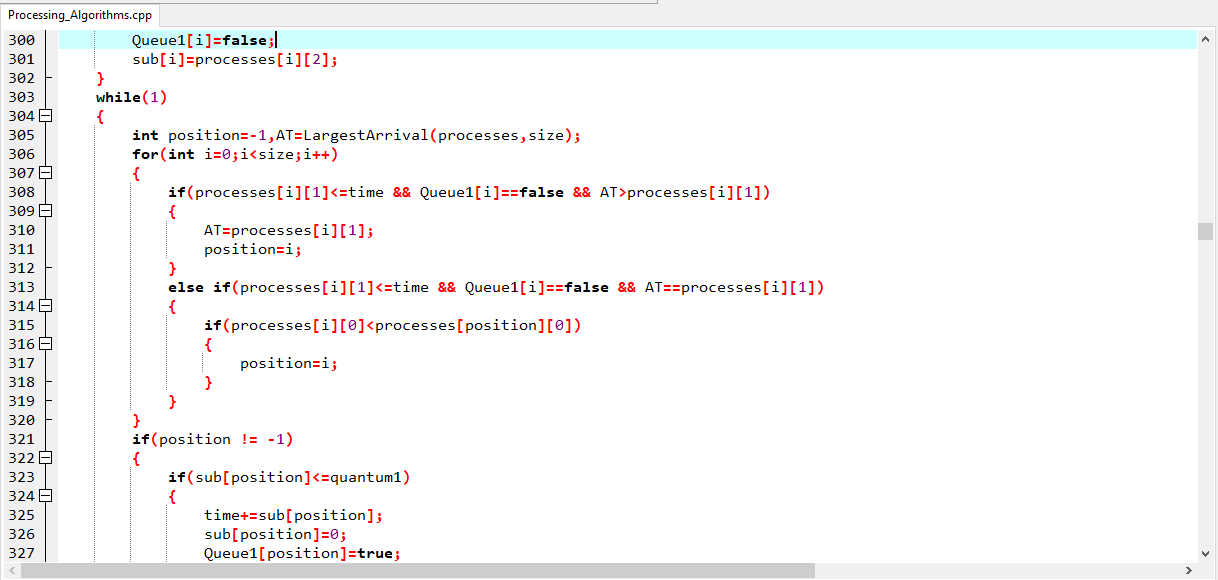 Processing_Algorithms.cpp
300 Queue1[i]=false;
301 sub[i]=processes[i][2];
302 }
303 while(1)
304 {
305 int position=-1,AT=LargestArrival(processes,size);
306 for(int i=0;i<size;i++)
307 {
308 if(processes[i][1]<=time && Queue1[i]==false && AT>processes[i][1])
309 {
310 AT=processes[i][1];
311 position=i;
312 }
313 else if(processes[i][1]<=time && Queue1[i]==false && AT==processes[i][1])
314 {
315 if(processes[i][0]<processes[position][0])
316 {
317 position=i;
318 }
319 }
320 }
321 if(position != -1)
322 {
323 if(sub[position]<=quantum1)
324 {
325 time+=sub[position];
326 sub[position]=0;
327 Queue1[position]=true;